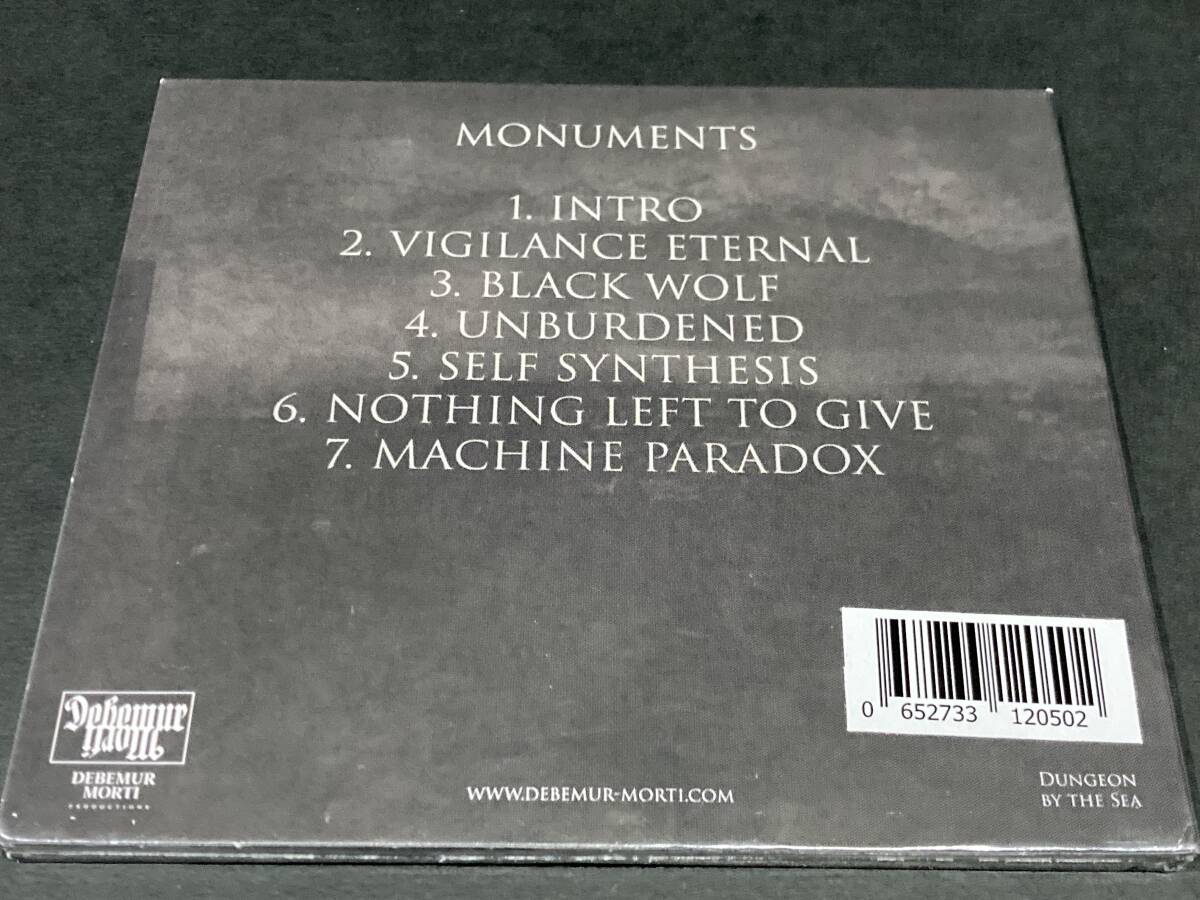 MONUMENTS
1. INTRO
2. VIGILANCE ETERNAL
3. BLACK WOLF
4. UNBURDENED
5. SELF SYNTHESIS
6. NOTHING LEFT TO GIVE
7. MACHINE PARADOX
0 652733 120502
Debemur
Morti
DEBEMUR
MORTI
PRODUCTIONS
WWW.DEBEMUR-MORTI.COM
DUNGEON
BY THE SEA